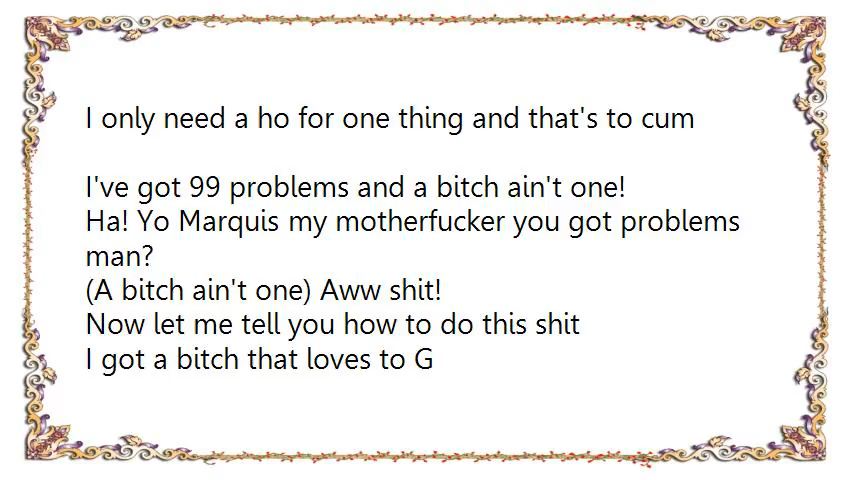 I only need a ho for one thing and that's to cum
I've got 99 problems and a bitch ain't one!
Ha! Yo Marquis my motherfucker you got problems
man?
(A bitch ain't one) Aww shit!
Now let me tell you how to do this shit
I got a bitch that loves to G